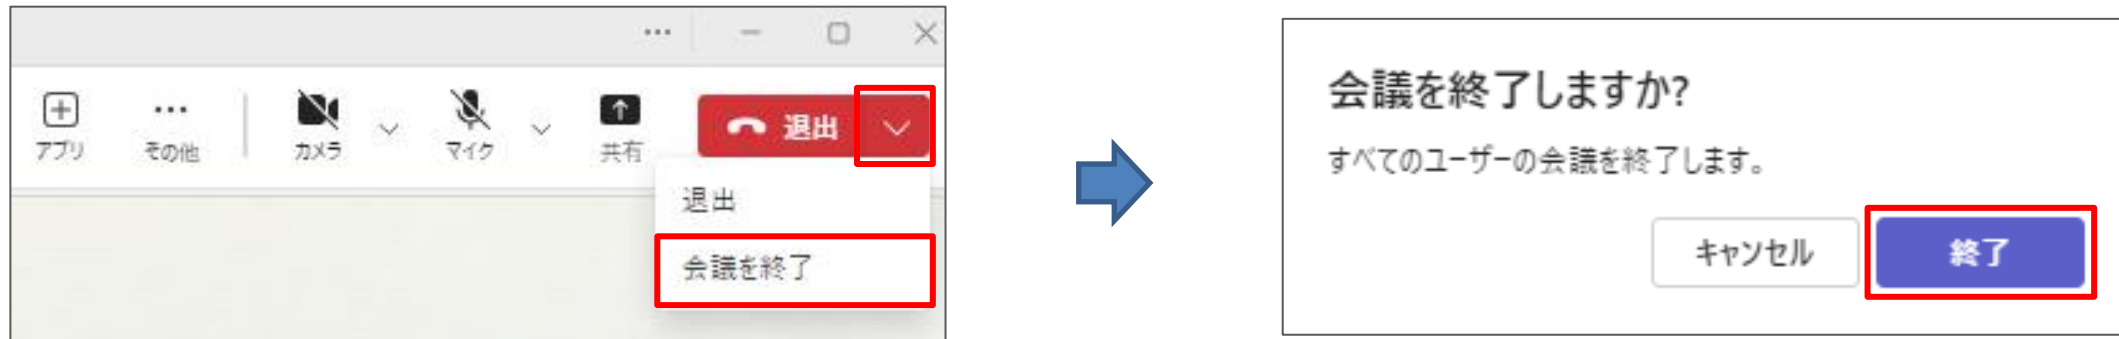 アプリ
その他
カメラ
マイク
共有
退出
退出
会議を終了
会議を終了しますか?
すべてのユーザーの会議を終了します。
キャンセル
終了